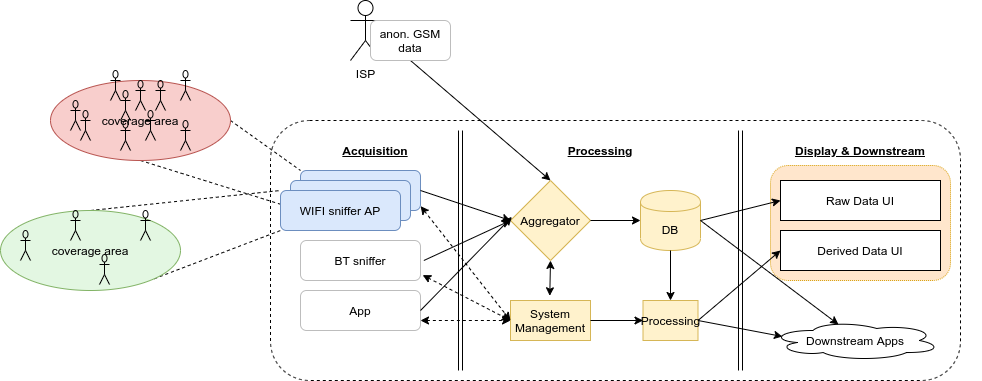 anon. GSM
data
ISP
coverage area
Acquisition
Processing
Display & Downstream
WIFI sniffer AP
Aggregator
DB
Raw Data UI
coverage area
BT sniffer
Derived Data UI
App
System
Management
Processing
Downstream Apps